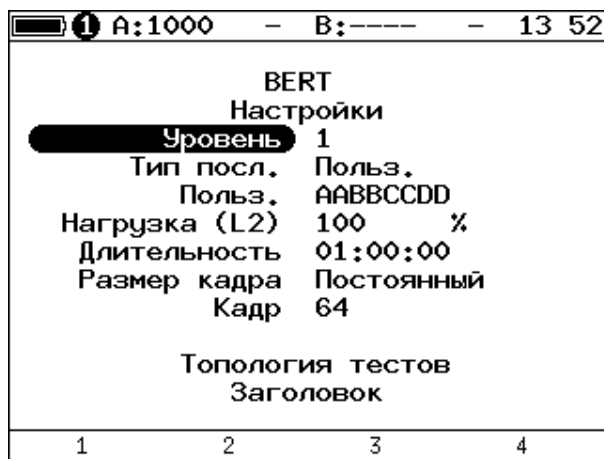 1 A:1000 – B:---- – 13 52
BERT
Настройки
Уровень 1
Тип посл. Польз.
Польз. AABBCCDD
Нагрузка (L2) 100 %
Длительность 01:00:00
Размер кадра Постоянный
Кадр 64
Топология тестов
Заголовок
1 2 3 4